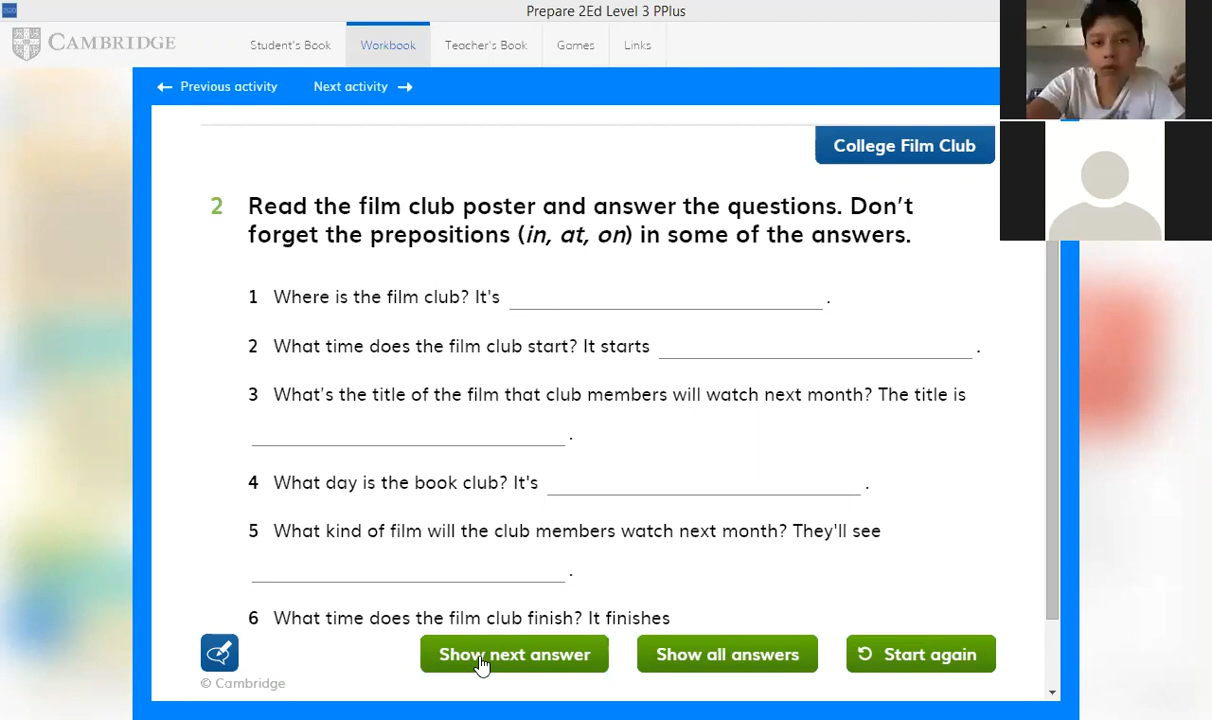 Prepare 2Ed Level 3 PPlus
CAMBRIDGE
Student's Book Workbook Teacher's Book Games Links
← Previous activity Next activity →
College Film Club
2 Read the film club poster and answer the questions. Don't
forget the prepositions (in, at, on) in some of the answers.
1 Where is the film club? It's .
2 What time does the film club start? It starts .
3 What's the title of the film that club members will watch next month? The title is
.
4 What day is the book club? It's .
5 What kind of film will the club members watch next month? They'll see
.
6 What time does the film club finish? It finishes
Show next answer Show all answers Start again
© Cambridge